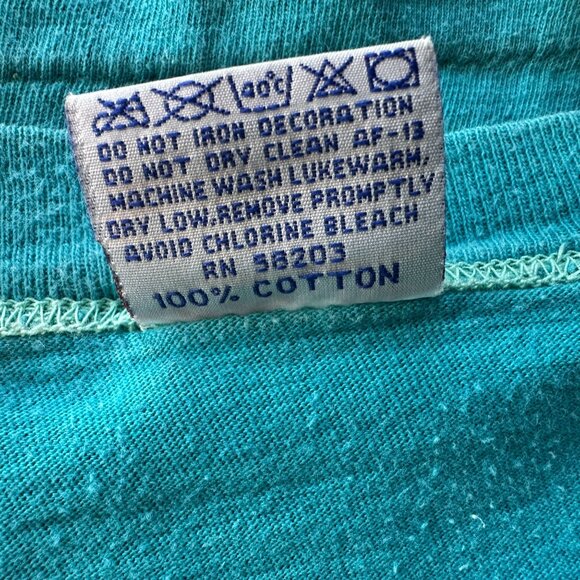 40°C
DO NOT IRON DECORATION
DO NOT DRY CLEAN AF-13
MACHINE WASH LUKEWARM,
DRY LOW.REMOVE PROMPTLY
AVOID CHLORINE BLEACH
RN 58203
100% COTTON